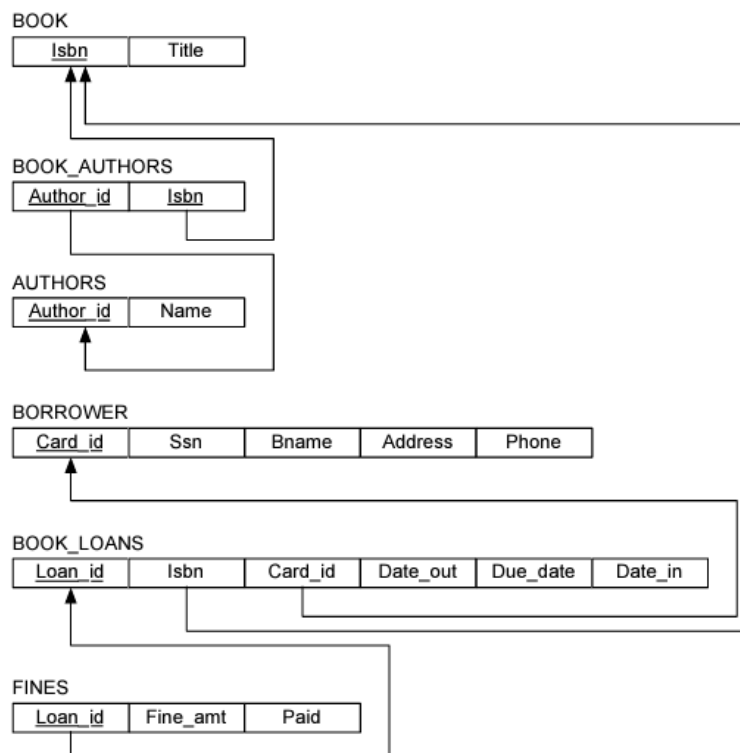 BOOK
Isbn Title
BOOK_AUTHORS
Author_id Isbn
AUTHORS
Author_id Name
BORROWER
Card_id Ssn Bname Address Phone
BOOK_LOANS
Loan_id Isbn Card_id Date_out Due_date Date_in
FINES
Loan_id Fine_amt Paid